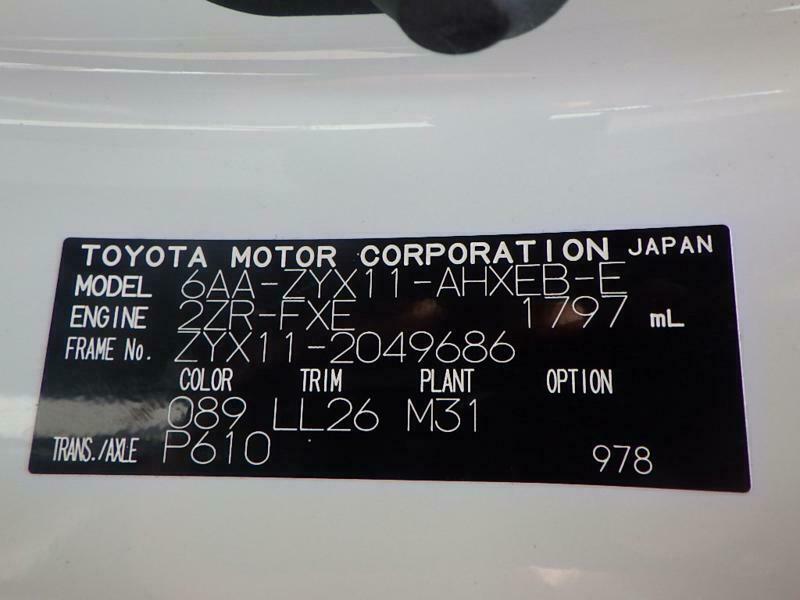 TOYOTA MOTOR CORPORATION JAPAN
MODEL 6AA-ZYX11-AHXEB-E
ENGINE 2ZR-FXE 1797 mL
FRAME No. ZYX11-2049686
COLOR TRIM PLANT OPTION
089 LL26 M31
TRANS./AXLE P610 978